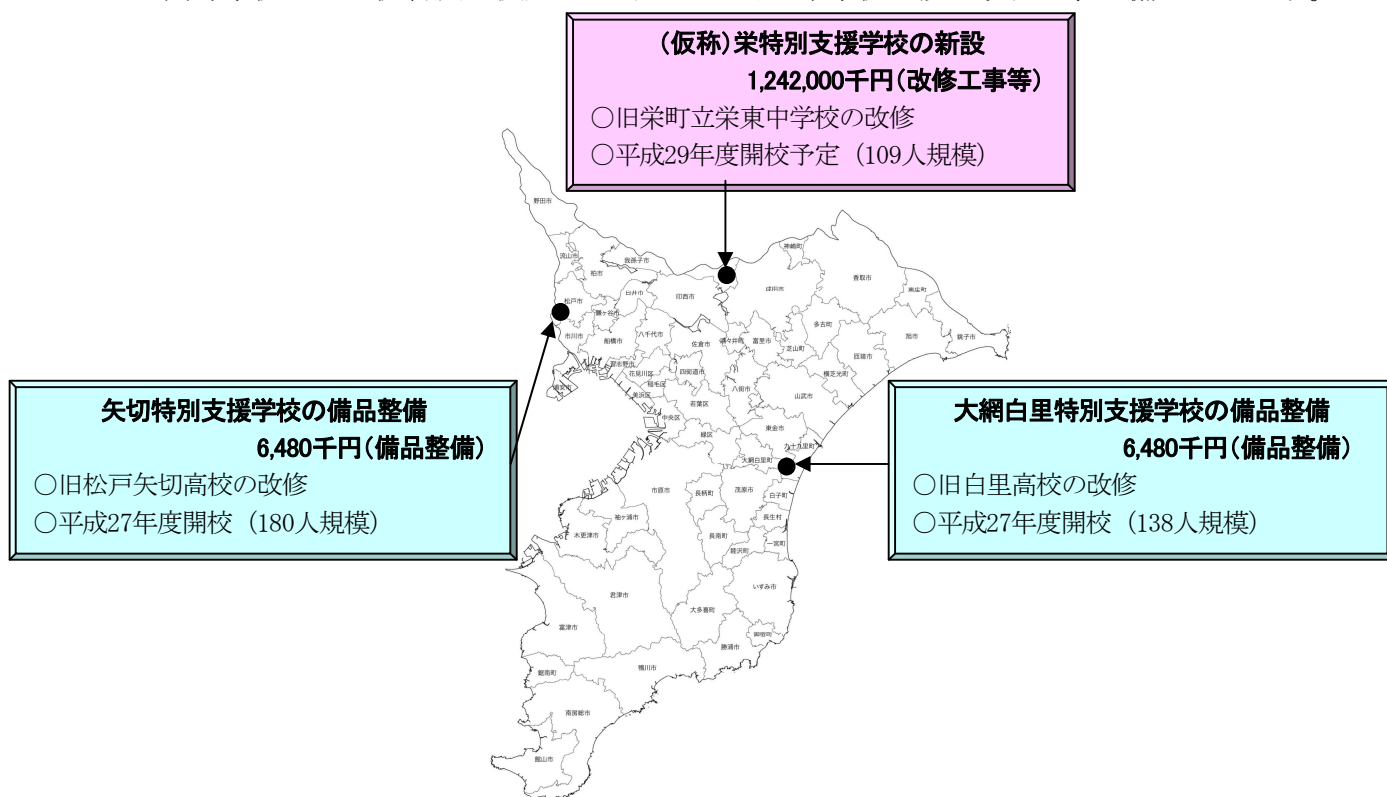 (仮称)栄特別支援学校の新設
1,242,000千円(改修工事等)
○旧栄町立栄東中学校の改修
○平成29年度開校予定（109人規模）
矢切特別支援学校の備品整備
6,480千円(備品整備)
○旧松戸矢切高校の改修
○平成27年度開校（180人規模）
大網白里特別支援学校の備品整備
6,480千円(備品整備)
○旧白里高校の改修
○平成27年度開校（138人規模）
野田市
流山市
柏市
我孫子市
松戸市
市川市
船橋市
八千代市
印西市
成田市
神崎町
香取市
東庄町
銚子市
旭市
匝瑳市
多古町
芝山町
横芝光町
富里市
佐倉市
四街道市
八街市
山武市
東金市
九十九里町
大網白里町
花見川区
稲毛区
美浜区
若葉区
中央区
緑区
市原市
長柄町
茂原市
白子町
長生村
一宮町
長南町
睦沢町
袖ヶ浦市
木更津市
君津市
富津市
いすみ市
大多喜町
御宿町
勝浦市
鴨川市
鋸南町
南房総市
館山市